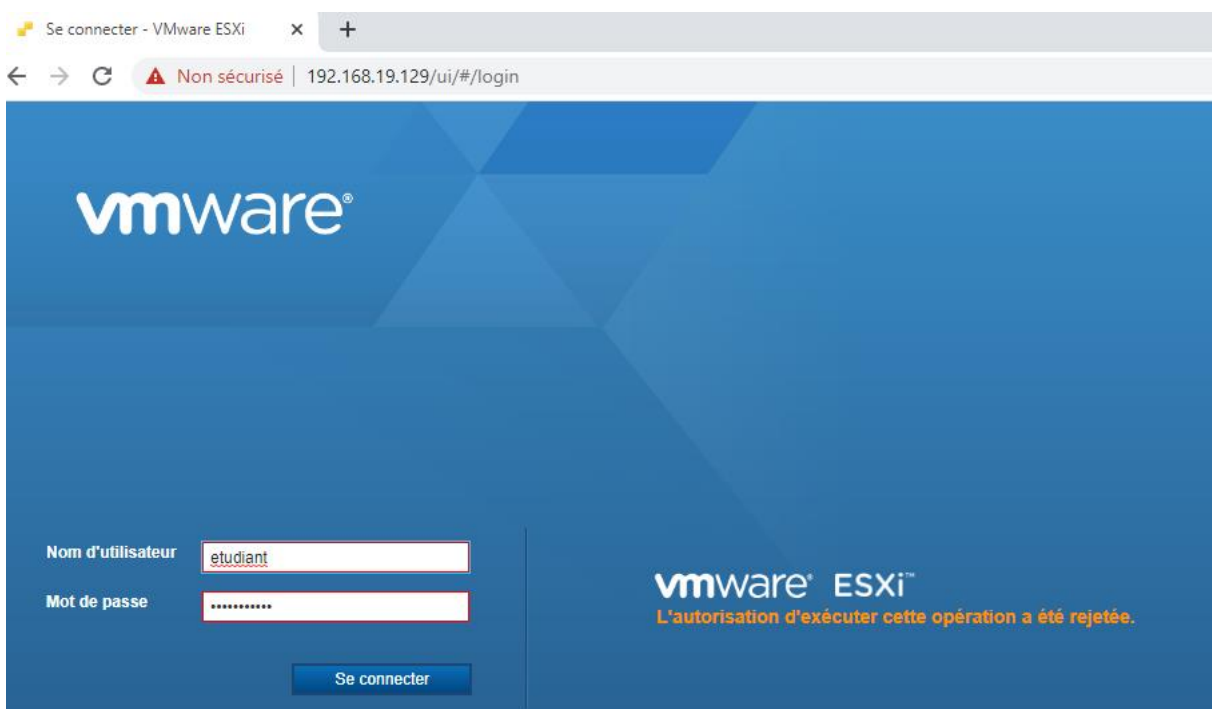 Se connecter - VMware ESXi
Non sécurisé | 192.168.19.129/ui/#/login
vmware®
Nom d'utilisateur
etudiant
Mot de passe
•••••••••••
Se connecter
vmware® ESXi™
L'autorisation d'exécuter cette opération a été rejetée.